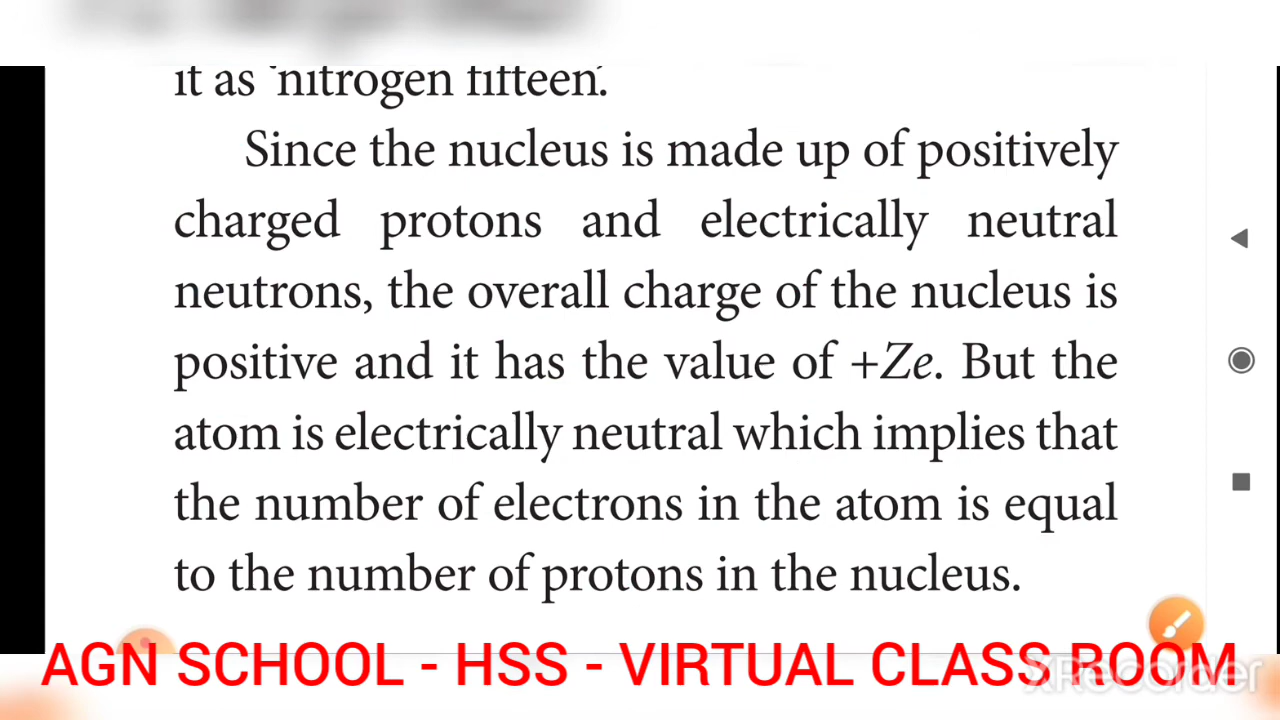 it as 'nitrogen fifteen'.
Since the nucleus is made up of positively
charged protons and electrically neutral
neutrons, the overall charge of the nucleus is
positive and it has the value of +Ze. But the
atom is electrically neutral which implies that
the number of electrons in the atom is equal
to the number of protons in the nucleus.
AGN SCHOOL - HSS - VIRTUAL CLASS ROOM
XRecorder